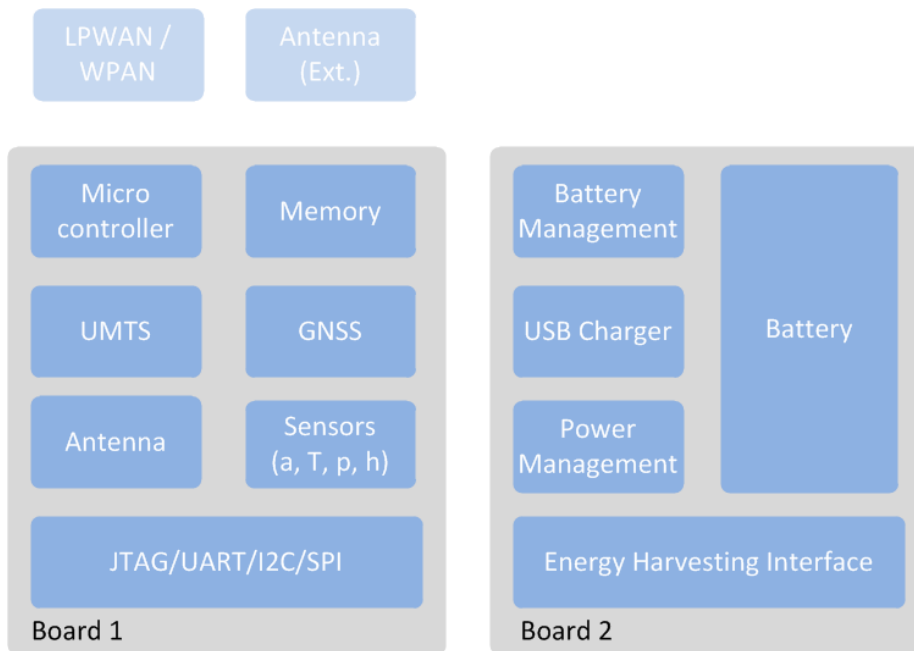 LPWAN /
WPAN
Antenna
(Ext.)
Micro
controller
Memory
UMTS
GNSS
Antenna
Sensors
(a, T, p, h)
JTAG/UART/I2C/SPI
Board 1
Battery
Management
Battery
USB Charger
Power
Management
Energy Harvesting Interface
Board 2